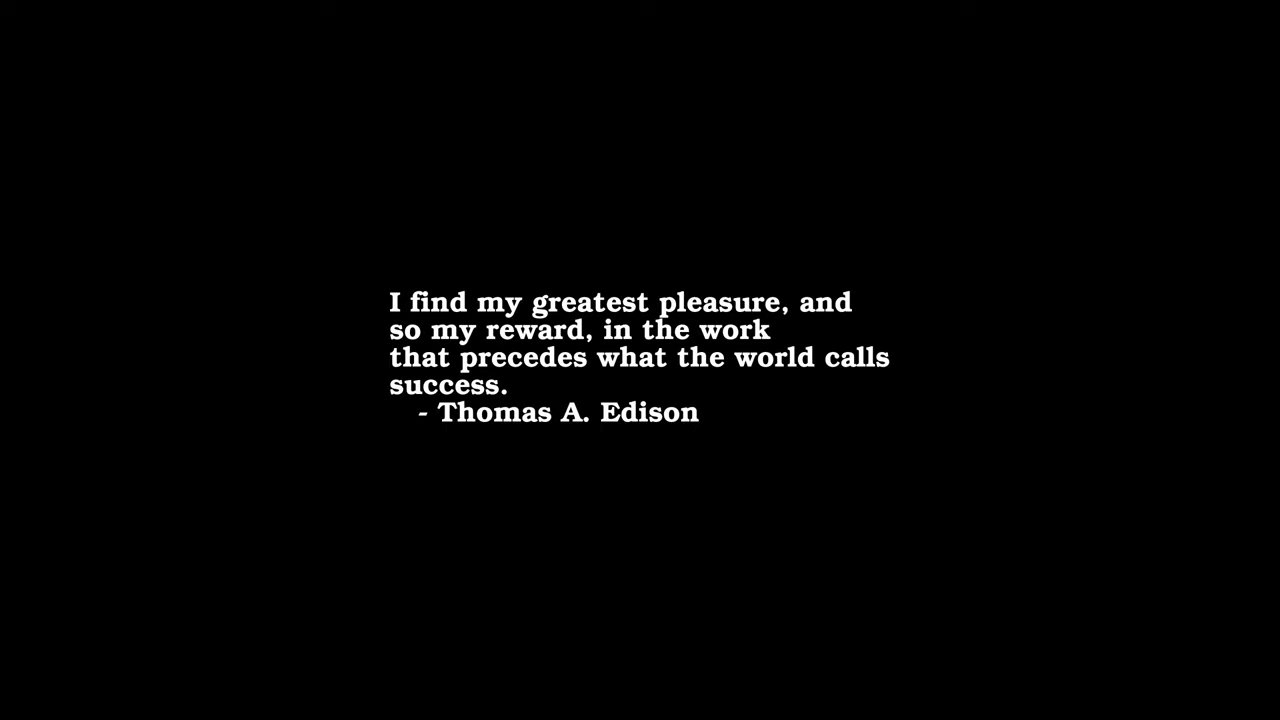 I find my greatest pleasure, and
so my reward, in the work
that precedes what the world calls
success.
- Thomas A. Edison